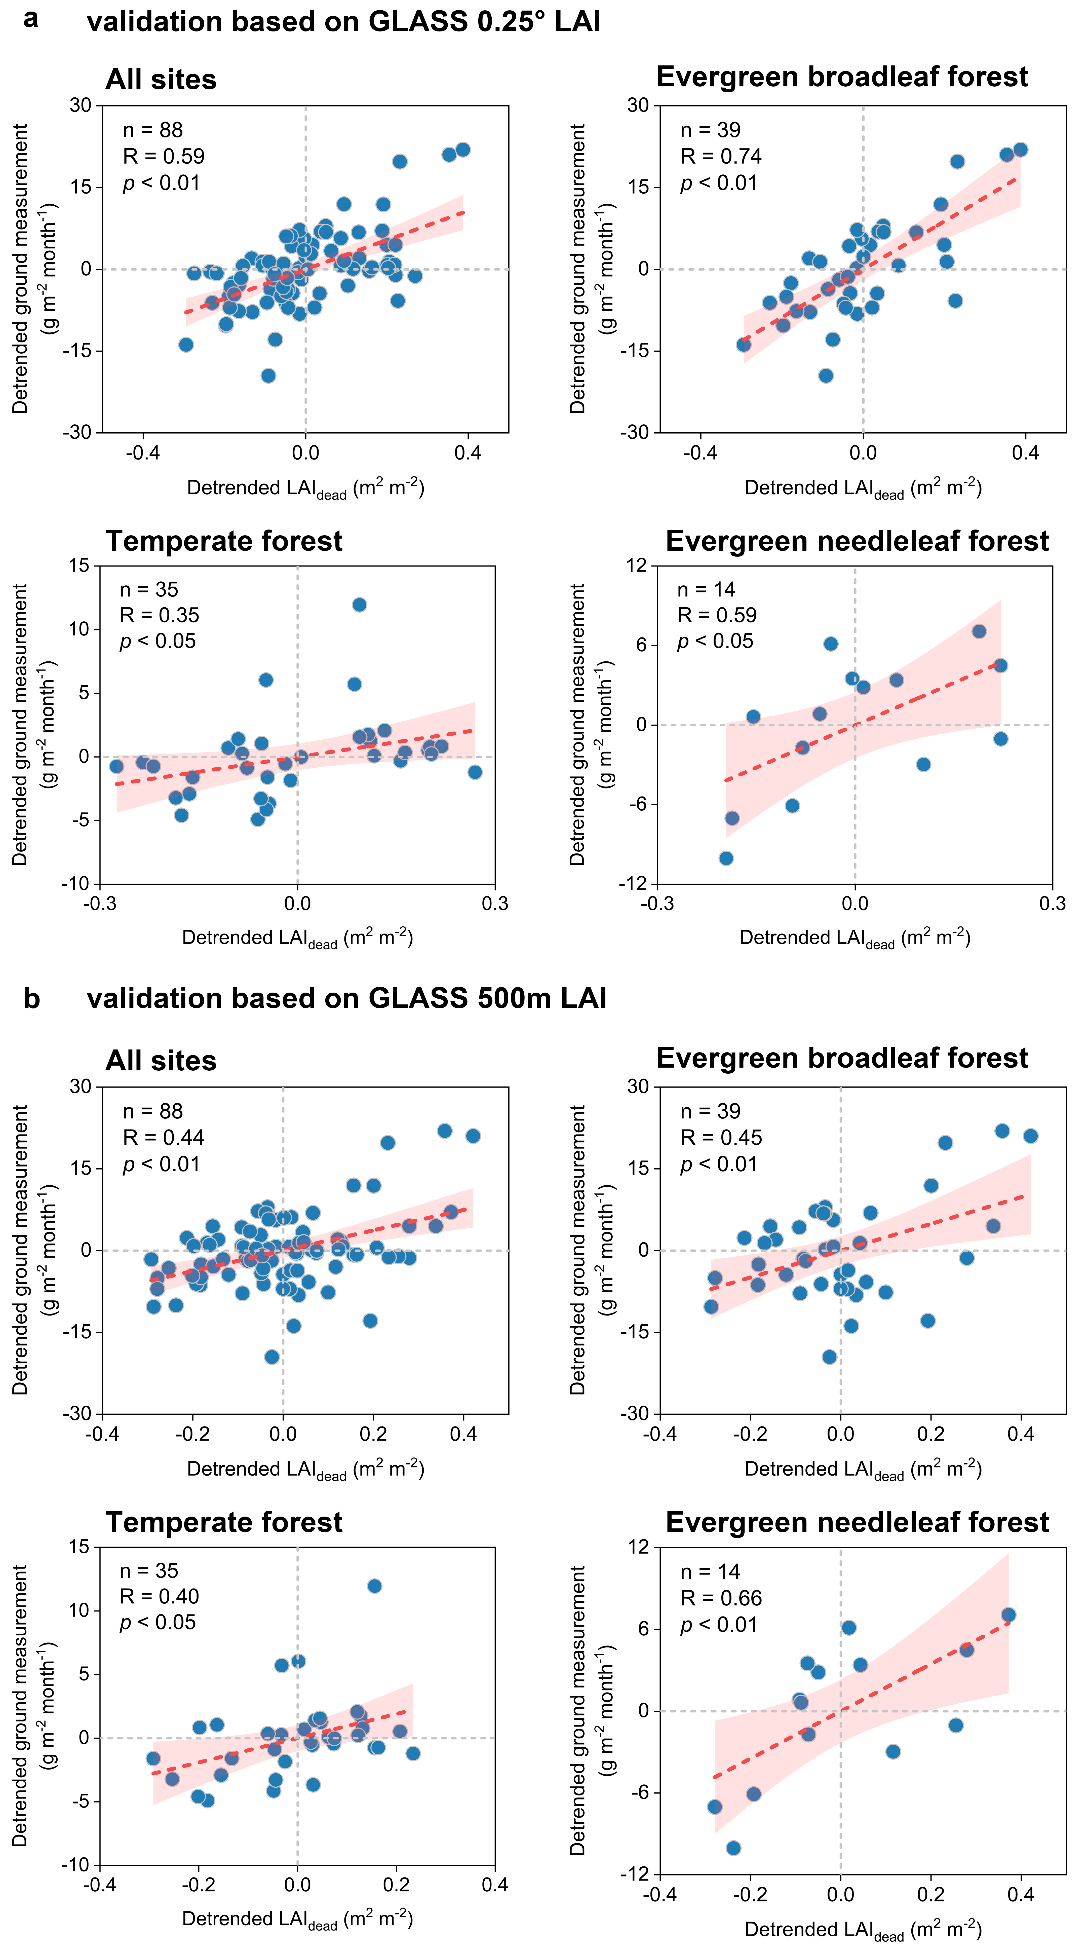 a validation based on GLASS 0.25° LAI
All sites
n = 88
R = 0.59
p < 0.01
30
15
0
-15
-30
-0.4 0.0 0.4
Detrended ground measurement
(g m⁻² month⁻¹)
Detrended LAIdead (m² m⁻²)
Evergreen broadleaf forest
n = 39
R = 0.74
p < 0.01
30
15
0
-15
-30
-0.4 0.0 0.4
Detrended ground measurement
(g m⁻² month⁻¹)
Detrended LAIdead (m² m⁻²)
Temperate forest
n = 35
R = 0.35
p < 0.05
15
10
5
0
-5
-10
-0.3 0.0 0.3
Detrended ground measurement
(g m⁻² month⁻¹)
Detrended LAIdead (m² m⁻²)
Evergreen needleleaf forest
n = 14
R = 0.59
p < 0.05
12
6
0
-6
-12
-0.3 0.0 0.3
Detrended ground measurement
(g m⁻² month⁻¹)
Detrended LAIdead (m² m⁻²)
b validation based on GLASS 500m LAI
All sites
n = 88
R = 0.44
p < 0.01
30
15
0
-15
-30
-0.4 -0.2 0.0 0.2 0.4
Detrended ground measurement
(g m⁻² month⁻¹)
Detrended LAIdead (m² m⁻²)
Evergreen broadleaf forest
n = 39
R = 0.45
p < 0.01
30
15
0
-15
-30
-0.4 -0.2 0.0 0.2 0.4
Detrended ground measurement
(g m⁻² month⁻¹)
Detrended LAIdead (m² m⁻²)
Temperate forest
n = 35
R = 0.40
p < 0.05
15
10
5
0
-5
-10
-0.4 -0.2 0.0 0.2 0.4
Detrended ground measurement
(g m⁻² month⁻¹)
Detrended LAIdead (m² m⁻²)
Evergreen needleleaf forest
n = 14
R = 0.66
p < 0.01
12
6
0
-6
-12
-0.4 -0.2 0.0 0.2 0.4
Detrended ground measurement
(g m⁻² month⁻¹)
Detrended LAIdead (m² m⁻²)